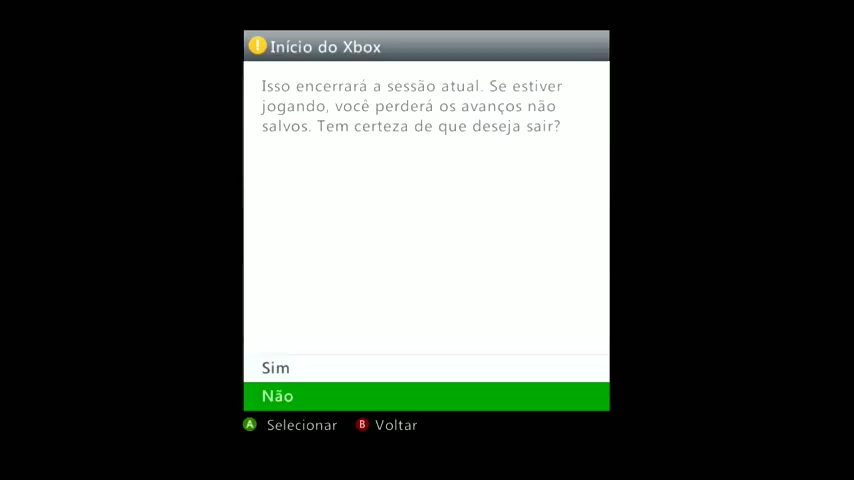 Início do Xbox
Isso encerrará a sessão atual. Se estiver
jogando, você perderá os avanços não
salvos. Tem certeza de que deseja sair?
Sim
Não
A Selecionar B Voltar